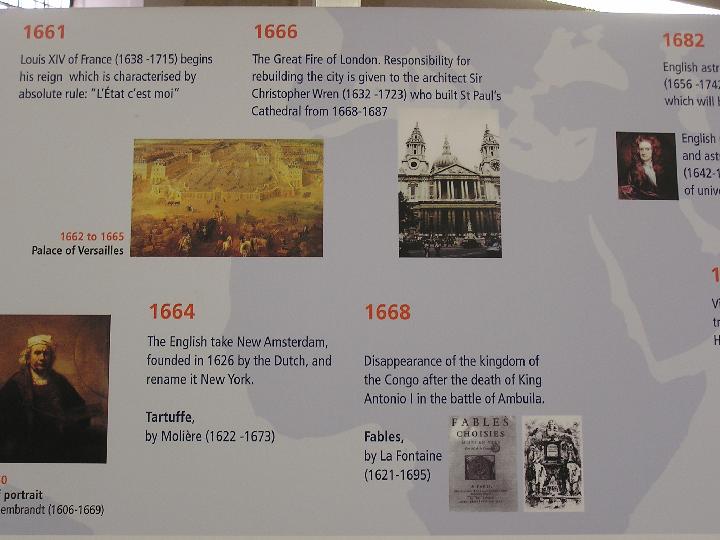 1661
Louis XIV of France (1638 -1715) begins
his reign which is characterised by
absolute rule: "L'État c'est moi"
1662 to 1665
Palace of Versailles
1666
The Great Fire of London. Responsibility for
rebuilding the city is given to the architect Sir
Christopher Wren (1632 -1723) who built St Paul's
Cathedral from 1668-1687
1682
English astr
(1656 -1742
which will
English
and ast
(1642-1
of unive
1664
The English take New Amsterdam,
founded in 1626 by the Dutch, and
rename it New York.
Tartuffe,
by Molière (1622 -1673)
1668
Disappearance of the kingdom of
the Congo after the death of King
Antonio I in the battle of Ambuila.
Fables,
by La Fontaine
(1621-1695)
FABLES
CHOISIES
A PARIS
0
portrait
embrandt (1606-1669)
1
Vi
tr
H